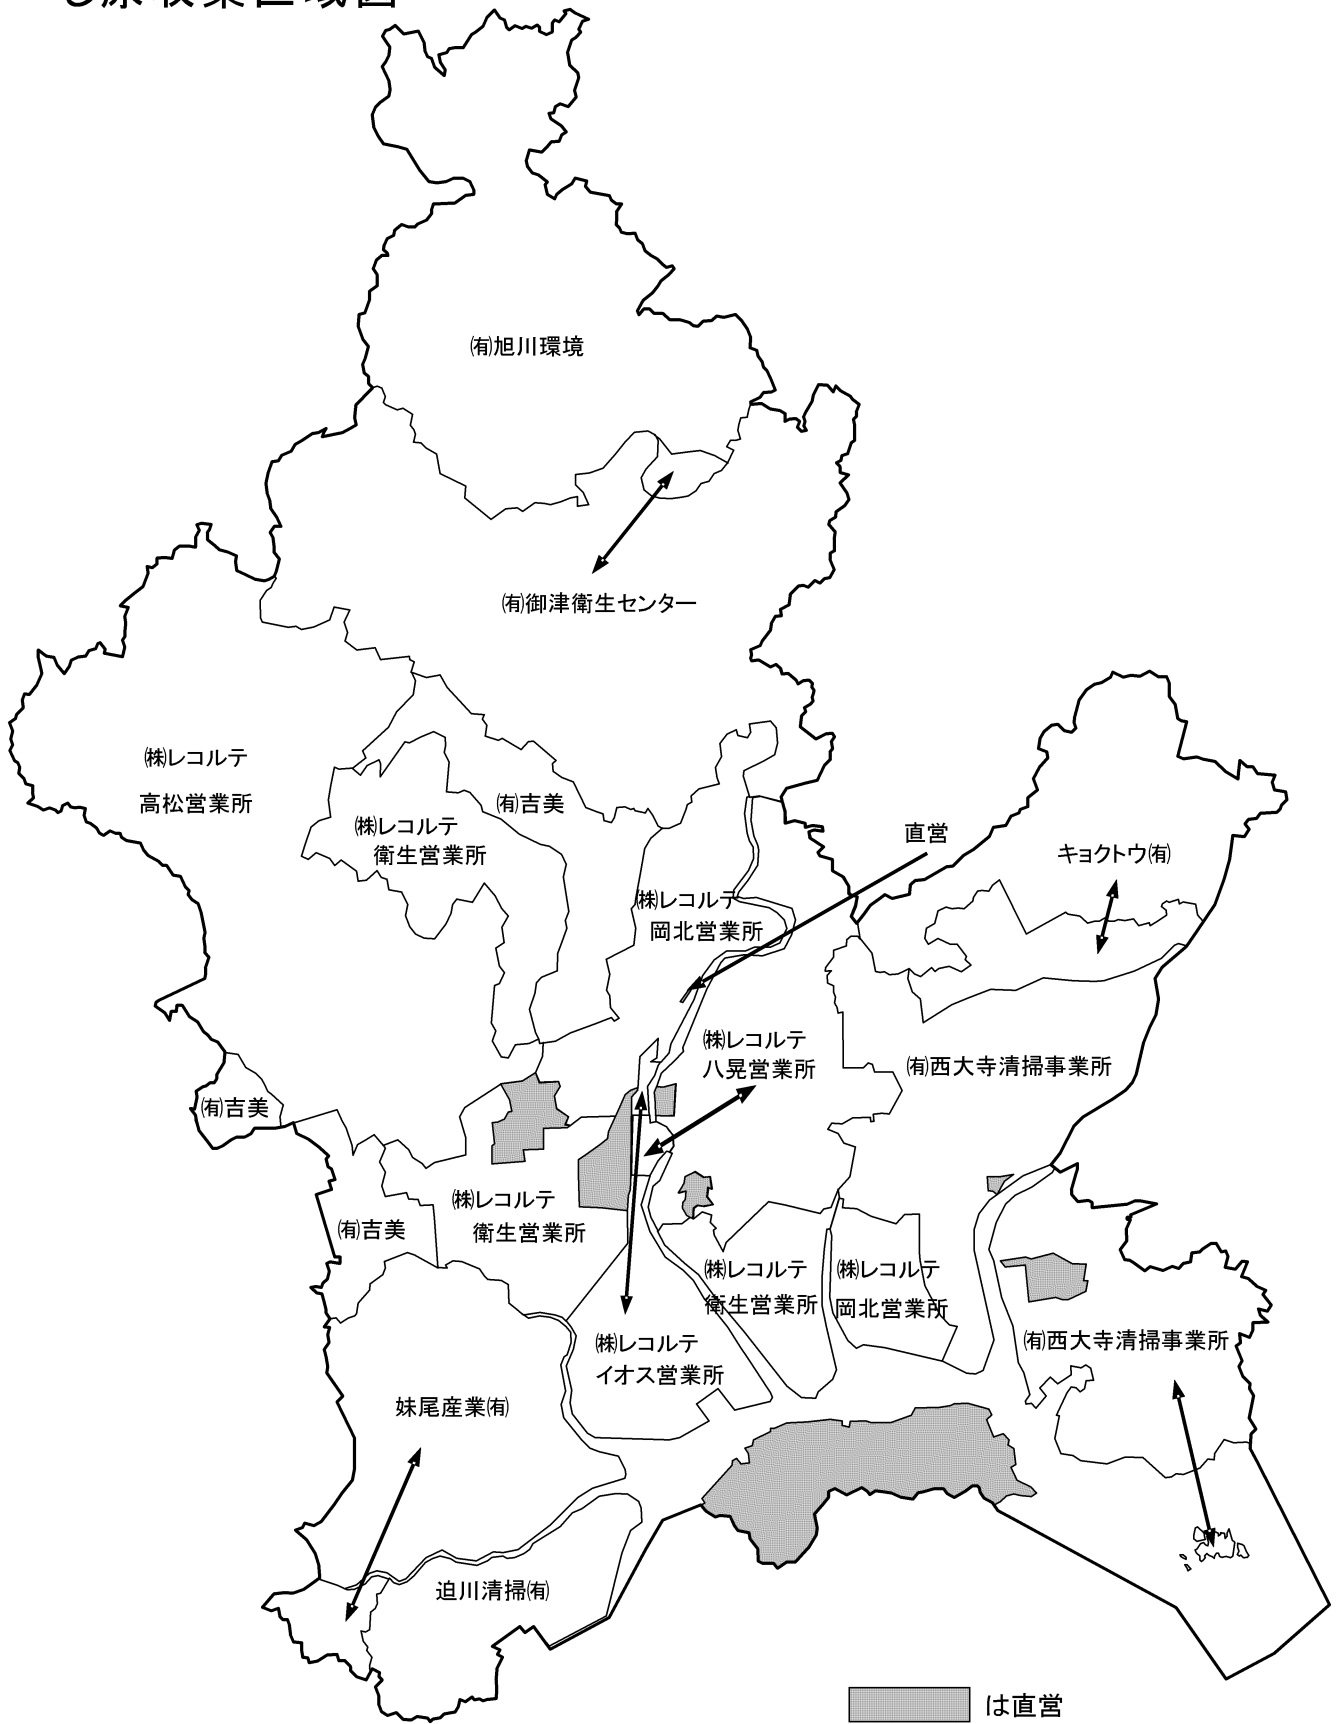 し尿収集区域図
㈲旭川環境
㈲御津衛生センター
㈱レコルテ
高松営業所
㈲吉美
㈱レコルテ
衛生営業所
直営
キョクトウ㈲
㈱レコルテ
岡北営業所
㈱レコルテ
八晃営業所
㈲西大寺清掃事業所
㈲吉美
㈱レコルテ
衛生営業所
㈲吉美
㈱レコルテ
衛生営業所
㈱レコルテ
岡北営業所
㈲西大寺清掃事業所
㈱レコルテ
イオス営業所
妹尾産業㈲
迫川清掃㈲
は直営